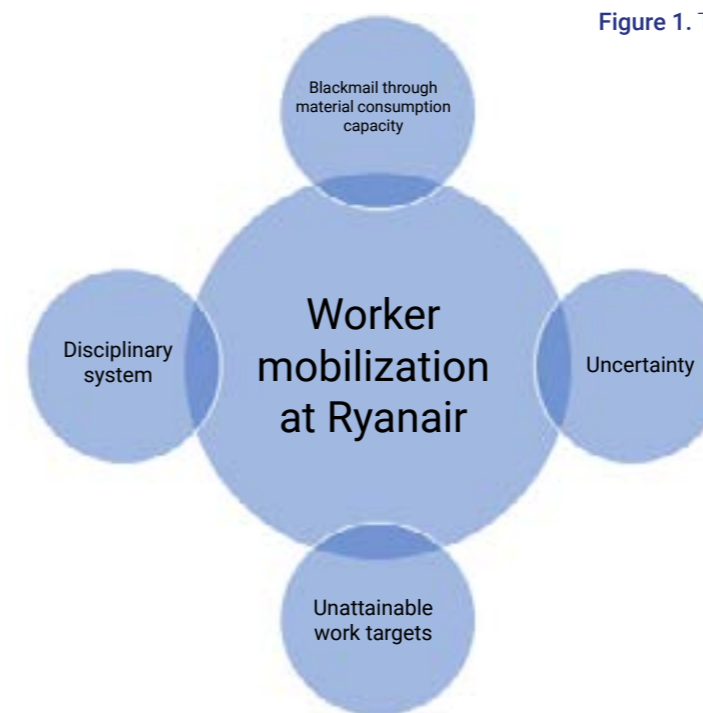 Figure 1.
Blackmail through
material consumption
capacity
Worker
mobilization
at Ryanair
Disciplinary
system
Uncertainty
Unattainable
work targets